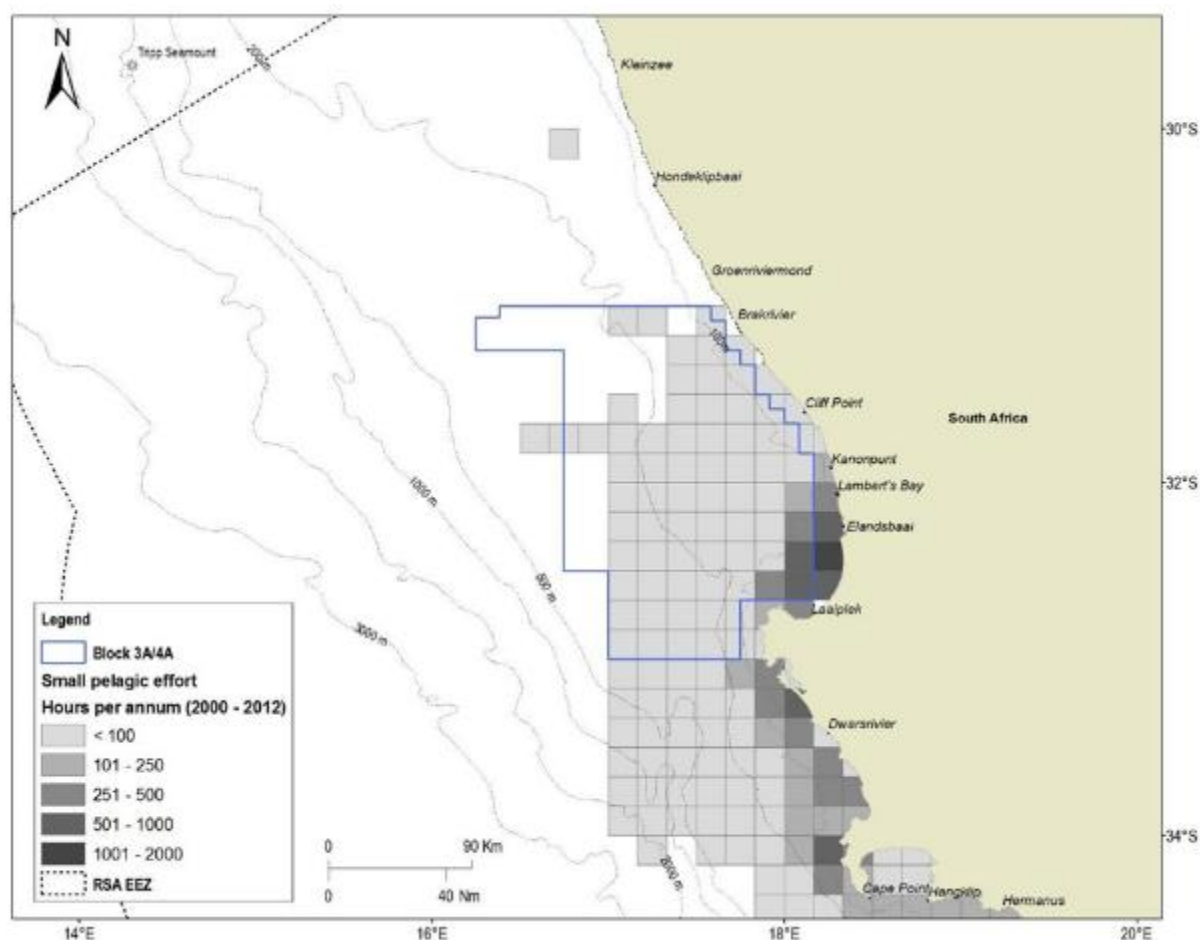 N
Tripp Seamount
200m
Kleinzee
30°S
Hondeklipbaai
Groenriviermond
Brakrivier
100m
Cliff Point
South Africa
Kanonpunt
32°S
Lambert's Bay
1000 m
Elandsbaai
500 m
Laaiplek
3000 m
Legend
Block 3A/4A
Small pelagic effort
Hours per annum (2000 - 2012)
< 100
101 - 250
251 - 500
501 - 1000
1001 - 2000
RSA EEZ
Dwarsrivier
0 90 Km
0 40 Nm
34°S
2000 m
Cape Point
Hangklip
Hermanus
14°E
16°E
18°E
20°E